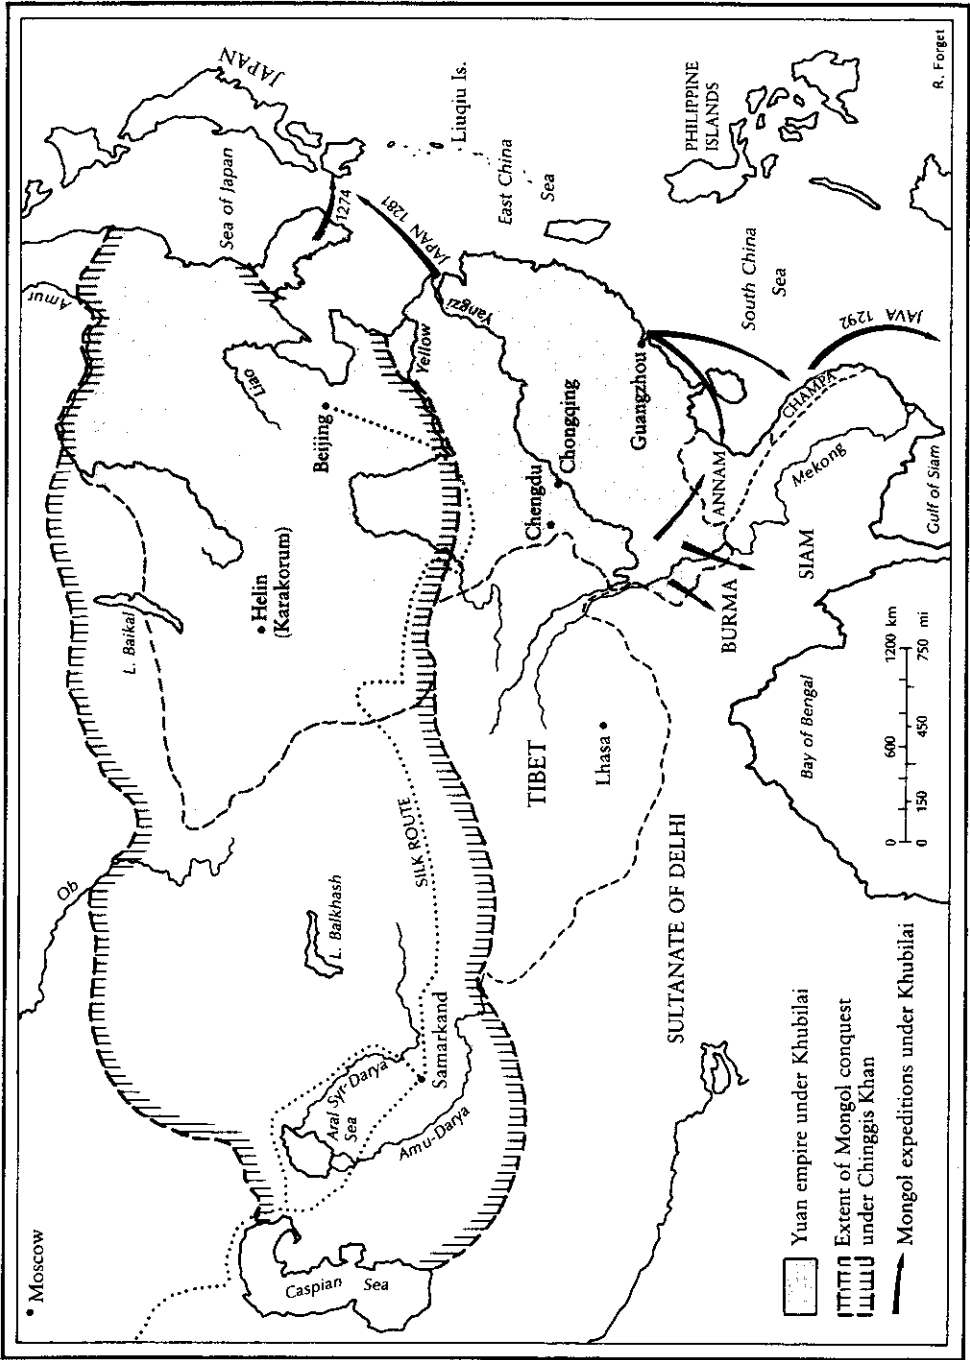 Moscow
Ob
Amur
L. Baikal
JAPAN
Sea of Japan
1274
JAPAN 1281
Liuqiu Is.
East China
Sea
Liao
Beijing
Yellow
Yangzi
Helin
(Karakorum)
L. Balkhash
SILK ROUTE
Aral
Sea
Syr-Darya
Amu-Darya
Samarkand
Caspian
Sea
Chengdu
Chongqing
Guangzhou
TIBET
Lhasa
SULTANATE OF DELHI
BURMA
ANNAM
SIAM
CHAMPA
Mekong
Gulf of Siam
Bay of Bengal
South China
Sea
JAVA 1292
PHILIPPINE
ISLANDS
0 600 1200 km
0 150 450 750 mi
Yuan empire under Khubilai
Extent of Mongol conquest
under Chinggis Khan
Mongol expeditions under Khubilai
R. Forget